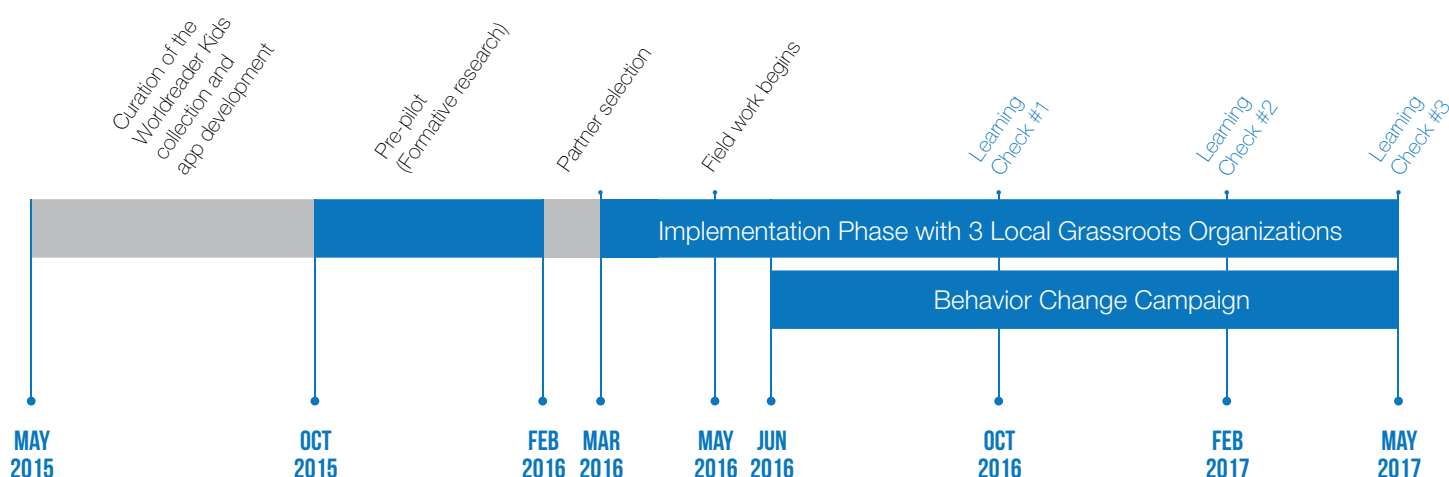 Curation of the
Worldreader Kids
collection and
app development
Pre-pilot
(Formative research)
Partner selection
Field work begins
Learning
Check #1
Learning
Check #2
Learning
Check #3
Implementation Phase with 3 Local Grassroots Organizations
Behavior Change Campaign
MAY
2015
OCT
2015
FEB
2016
MAR
2016
MAY
2016
JUN
2016
OCT
2016
FEB
2017
MAY
2017